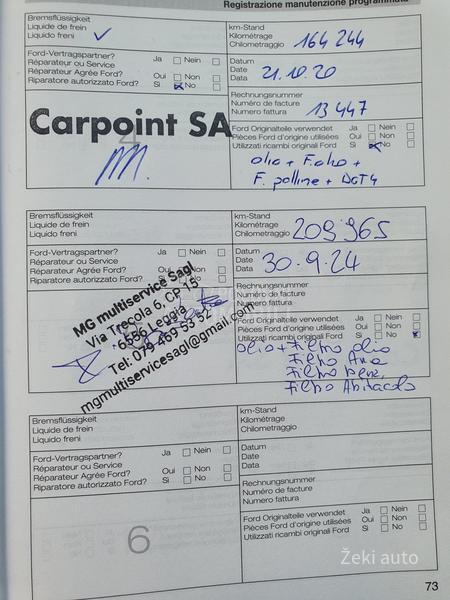 Registrazione manutenzione programmata
Bremsflüssigkeit
Liquide de frein
Liquido freni ✓
km-Stand
Kilométrage
Chilometraggio 164 244
Ford-Vertragspartner? Ja Nein
Réparateur ou Service
Réparateur Agrée Ford? Oui Non
Riparatore autorizzato Ford? Si No
Datum
Date
Data 21.10.20
Rechnungsnummer
Numéro de facture
Numero fattura 13 447
Carpoint SA
4
Ford Originalteile verwendet Ja Nein
Pièces Ford d'origine utilisées Oui Non
Utilizzati ricambi originali Ford Si No
olio + F.olio +
F. polline + DOT4
Bremsflüssigkeit
Liquide de frein
Liquido freni
km-Stand
Kilométrage
Chilometraggio 209965
Ford-Vertragspartner? Ja Nein
Réparateur ou Service
Réparateur Agrée Ford? Oui Non
Riparatore autorizzato Ford? Si No
Datum
Date
Data 30.9.24
Rechnungsnummer
Numéro de facture
Numero fattura
MG multiservice Sagl
Via Trecola 6, CP 15
6556 Leggia
Tel: 079 469 53 52
mgmultiservicesagl@gmail.com
Ford Originalteile verwendet Ja Nein
Pièces Ford d'origine utilisées Oui Non
Utilizzati ricambi originali Ford Si No
olio + Filtro olio
Filtro Aria
Filtro Benz.
Filtro Abitacolo
Bremsflüssigkeit
Liquide de frein
Liquido freni
km-Stand
Kilométrage
Chilometraggio
Ford-Vertragspartner? Ja Nein
Réparateur ou Service
Réparateur Agrée Ford? Oui Non
Riparatore autorizzato Ford? Si No
Datum
Date
Data
Rechnungsnummer
Numéro de facture
Numero fattura
6
Ford Originalteile verwendet Ja Nein
Pièces Ford d'origine utilisées Oui Non
Utilizzati ricambi originali Ford Si No
Žeki auto
73